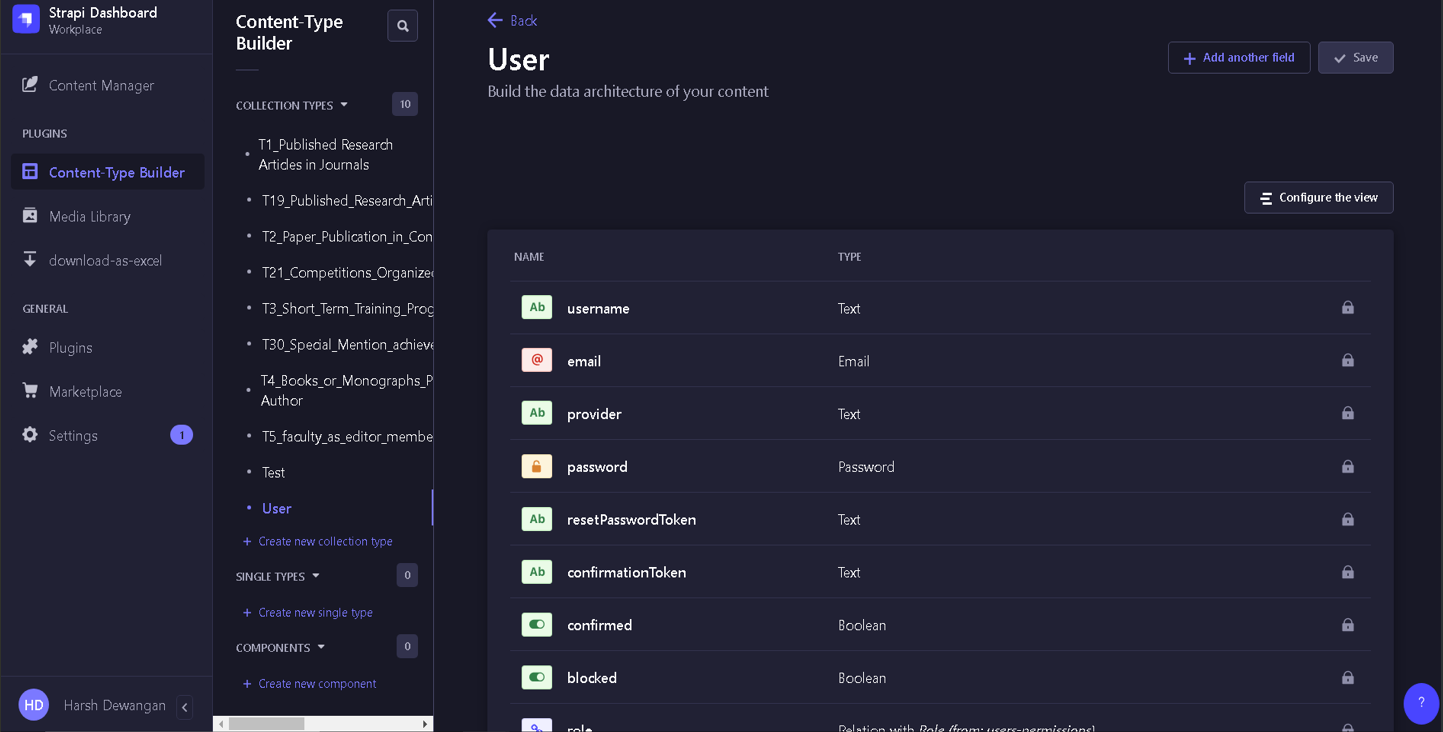 Strapi Dashboard
Workplace
Content Manager
PLUGINS
Content-Type Builder
Media Library
download-as-excel
GENERAL
Plugins
Marketplace
Settings
1
HD
Harsh Dewangan
Content-Type
Builder
COLLECTION TYPES
10
T1_Published Research
Articles in Journals
T19_Published_Research_Arti
T2_Paper_Publication_in_Con
T21_Competitions_Organized
T3_Short_Term_Training_Prog
T30_Special_Mention_achieve
T4_Books_or_Monographs_P
Author
T5_faculty_as_editor_membe
Test
User
+ Create new collection type
SINGLE TYPES
0
+ Create new single type
COMPONENTS
0
+ Create new component
Back
User
Build the data architecture of your content
+ Add another field
Save
Configure the view
NAME TYPE
Ab username Text
@ email Email
Ab provider Text
password Password
Ab resetPasswordToken Text
Ab confirmationToken Text
confirmed Boolean
blocked Boolean
role Relation with Role (from: users-permissions)
?